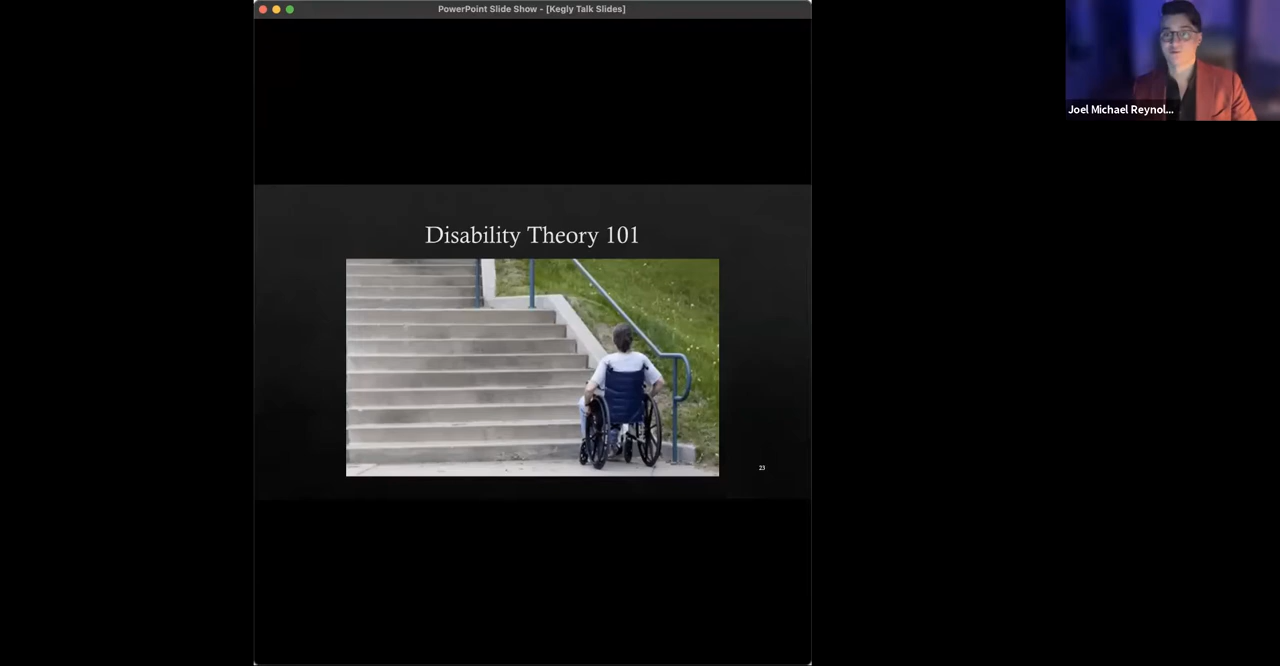 PowerPoint Slide Show - [Kegly Talk Slides]
Joel Michael Reynol...
Disability Theory 101
23